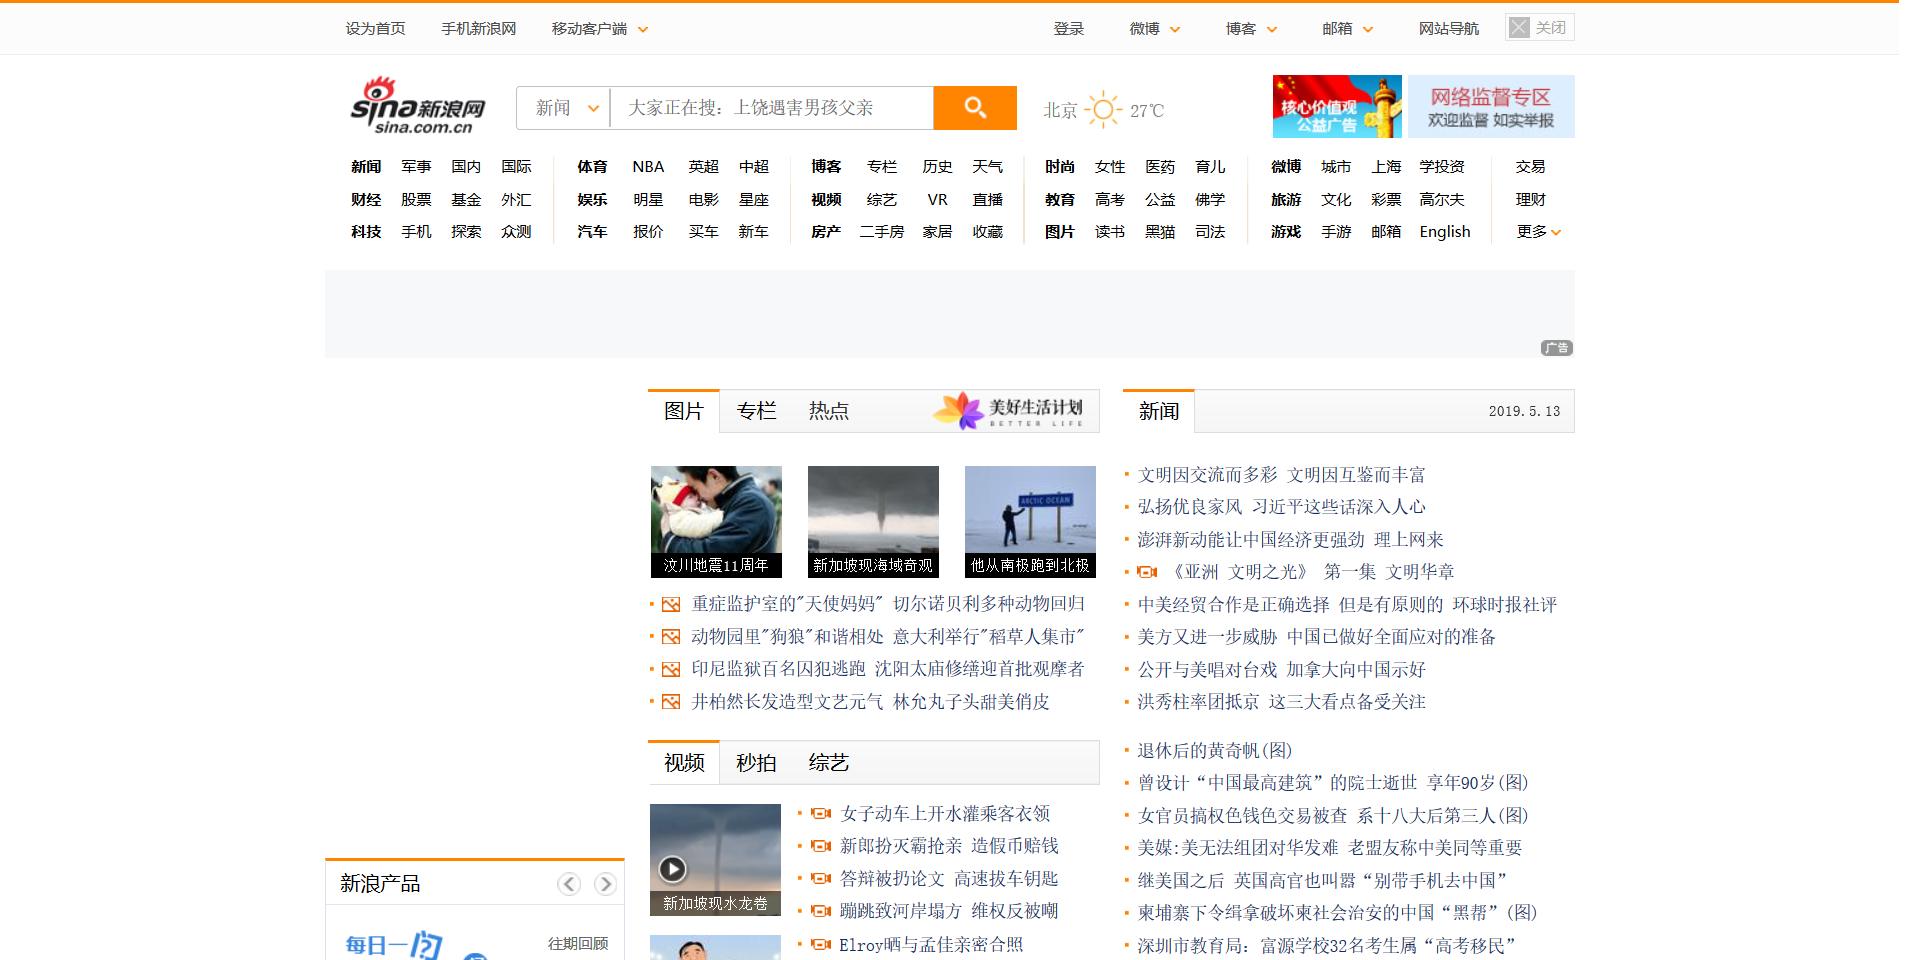 设为首页 手机新浪网 移动客户端 登录 微博 博客 邮箱 网站导航 关闭
sina新浪网
sina.com.cn
新闻 大家正在搜：上饶遇害男孩父亲
北京 27℃
核心价值观
公益广告
网络监督专区
欢迎监督 如实举报
新闻 军事 国内 国际 体育 NBA 英超 中超 博客 专栏 历史 天气 时尚 女性 医药 育儿 微博 城市 上海 学投资 交易
财经 股票 基金 外汇 娱乐 明星 电影 星座 视频 综艺 VR 直播 教育 高考 公益 佛学 旅游 文化 彩票 高尔夫 理财
科技 手机 探索 众测 汽车 报价 买车 新车 房产 二手房 家居 收藏 图片 读书 黑猫 司法 游戏 手游 邮箱 English 更多
广告
图片 专栏 热点 美好生活计划
BETTER LIFE
ARCTIC OCEAN
汶川地震11周年 新加坡现海域奇观 他从南极跑到北极
重症监护室的"天使妈妈" 切尔诺贝利多种动物回归
动物园里"狗狼"和谐相处 意大利举行"稻草人集市"
印尼监狱百名囚犯逃跑 沈阳太庙修缮迎首批观摩者
井柏然长发造型文艺元气 林允丸子头甜美俏皮
视频 秒拍 综艺
新加坡现水龙卷
女子动车上开水灌乘客衣领
新郎扮灭霸抢亲 造假币赔钱
答辩被扔论文 高速拔车钥匙
蹦跳致河岸塌方 维权反被嘲
Elroy晒与孟佳亲密合照
新闻 2019.5.13
文明因交流而多彩 文明因互鉴而丰富
弘扬优良家风 习近平这些话深入人心
澎湃新动能让中国经济更强劲 理上网来
《亚洲 文明之光》 第一集 文明华章
中美经贸合作是正确选择 但是有原则的 环球时报社评
美方又进一步威胁 中国已做好全面应对的准备
公开与美唱对台戏 加拿大向中国示好
洪秀柱率团抵京 这三大看点备受关注
退休后的黄奇帆(图)
曾设计“中国最高建筑”的院士逝世 享年90岁(图)
女官员搞权色钱色交易被查 系十八大后第三人(图)
美媒:美无法组团对华发难 老盟友称中美同等重要
继美国之后 英国高官也叫嚣“别带手机去中国”
柬埔寨下令缉拿破坏柬社会治安的中国“黑帮”(图)
深圳市教育局：富源学校32名考生属“高考移民”
新浪产品
每日一问 往期回顾